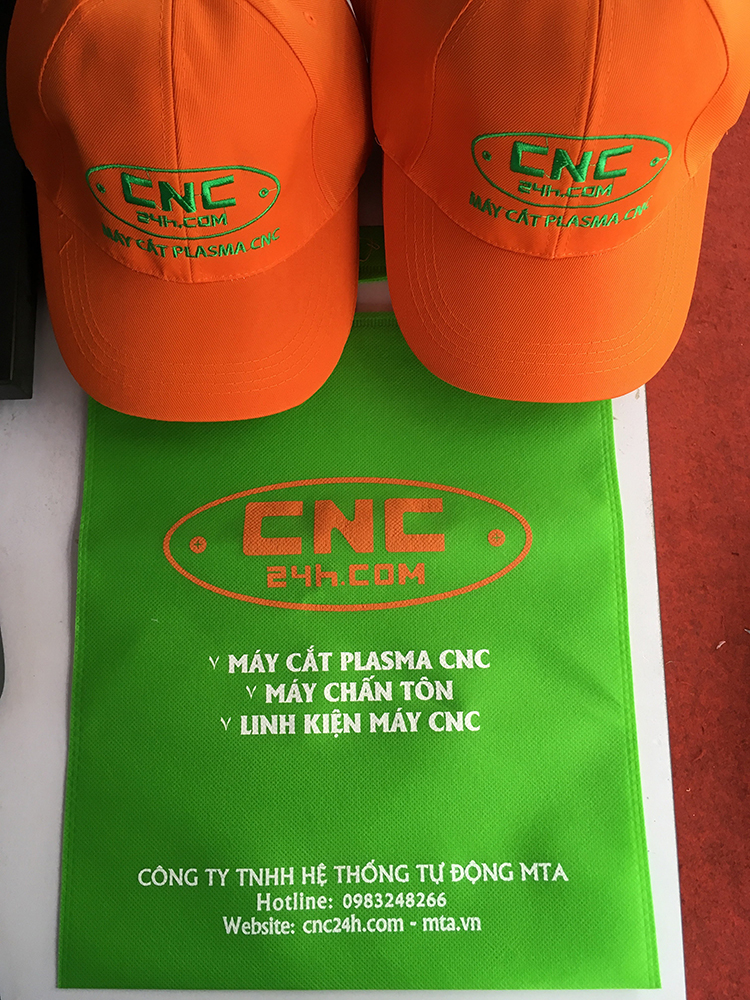 CNC
24h.COM
MÁY CẮT PLASMA CNC
CNC
24h.COM
MÁY CẮT PLASMA CNC
CNC
24h.COM
MÁY CẮT PLASMA CNC
MÁY CHẤN TÔN
LINH KIỆN MÁY CNC
CÔNG TY TNHH HỆ THỐNG TỰ ĐỘNG MTA
Hotline: 0983248266
Website: cnc24h.com - mta.vn